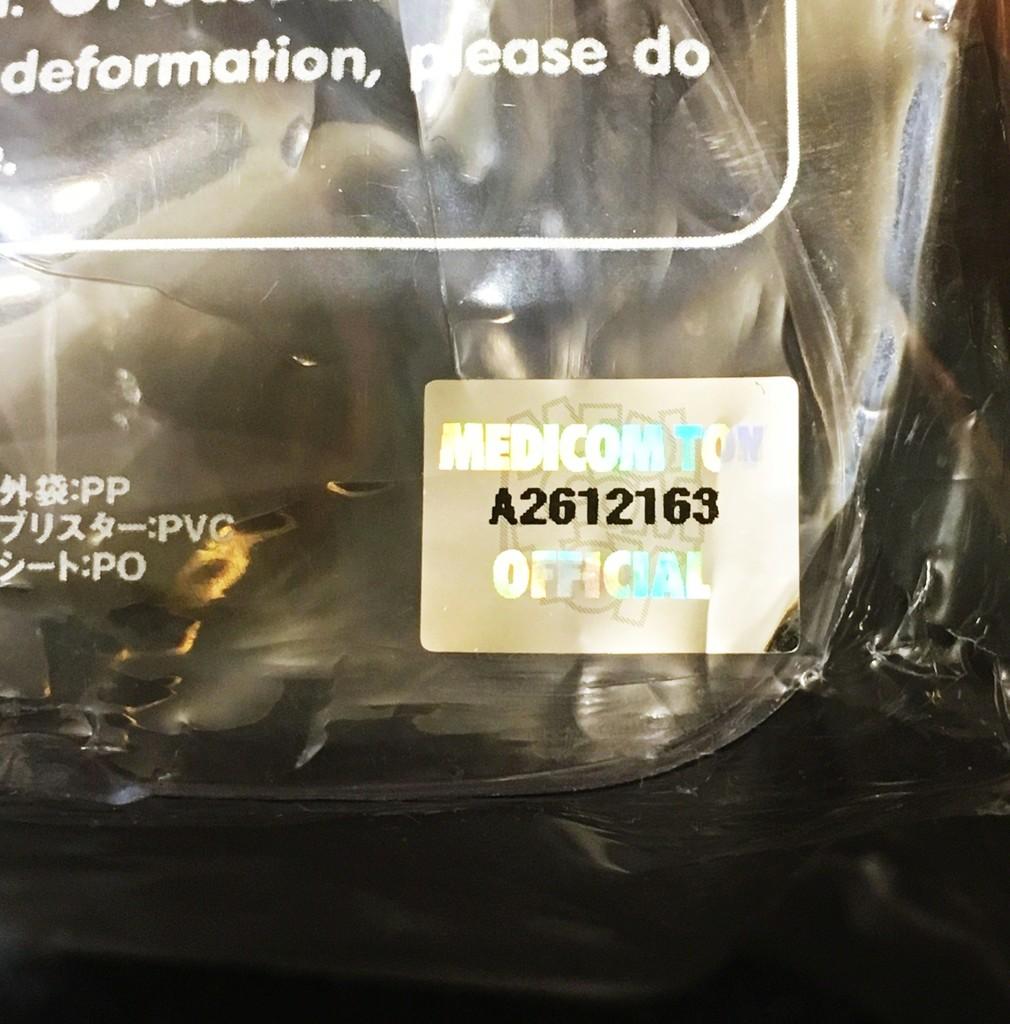 deformation, please do
s.
外袋:PP
ブリスター:PVC
シート:PO
MEDICOM TOY
A2612163
OFFICIAL